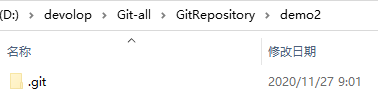 (D:) > devolop > Git-all > GitRepository > demo2
名称 修改日期
.git 2020/11/27 9:01